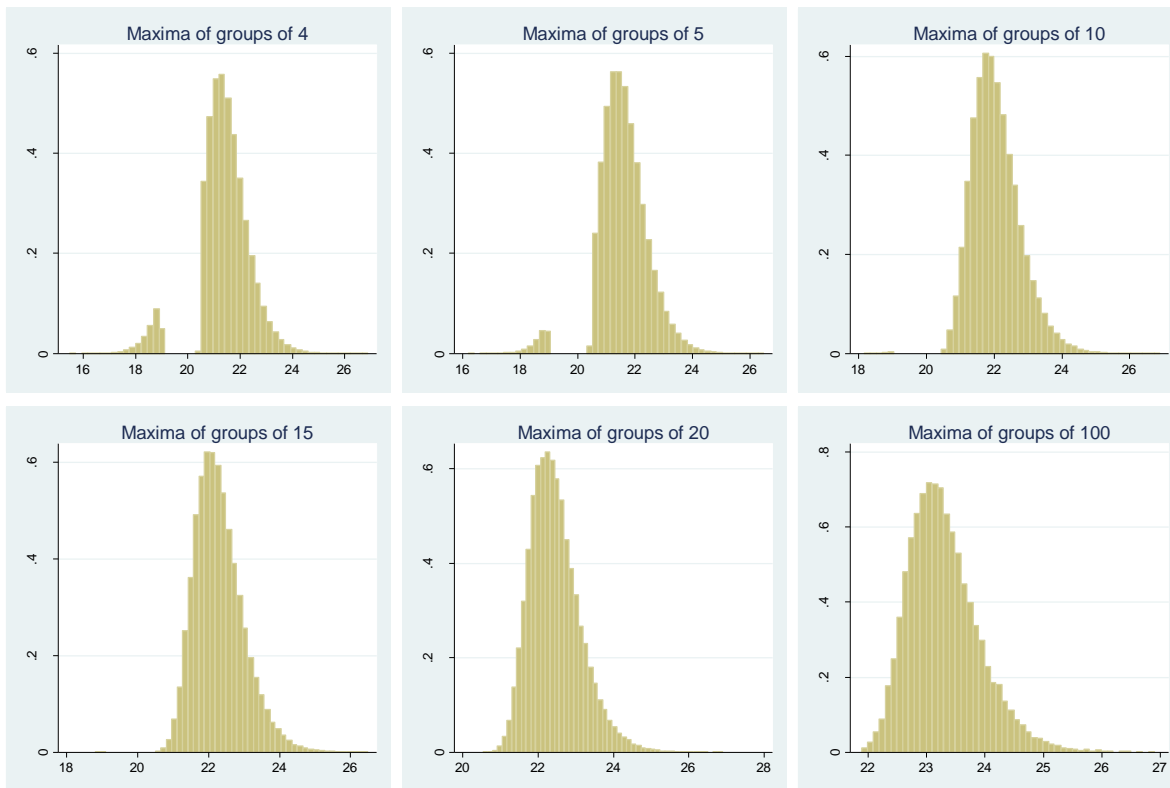 Maxima of groups of 4
.6
.4
.2
0
16 18 20 22 24 26
Maxima of groups of 5
.6
.4
.2
0
16 18 20 22 24 26
Maxima of groups of 10
.6
.4
.2
0
18 20 22 24 26
Maxima of groups of 15
.6
.4
.2
0
18 20 22 24 26
Maxima of groups of 20
.6
.4
.2
0
20 22 24 26 28
Maxima of groups of 100
.8
.6
.4
.2
0
22 23 24 25 26 27